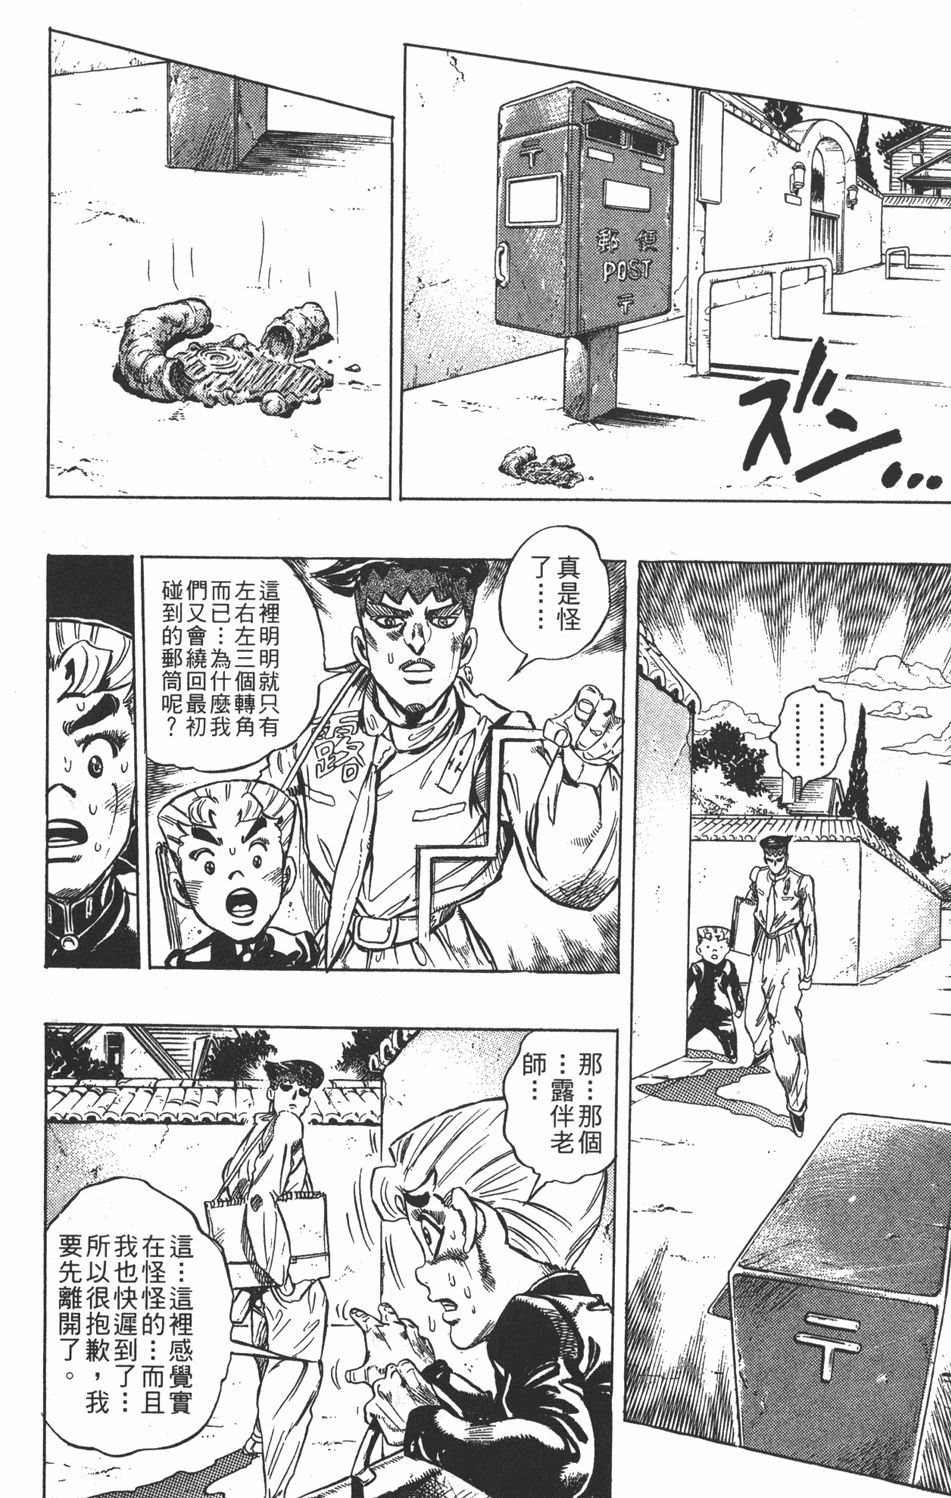 郵便
POST
ズン...
…………
…………
真是怪
了……
這裡明明就只有
左右左三個轉角
而已…為什麼我
們又會繞回最初
碰到的郵筒呢？
露
那…那個
…露伴老
師…
這…這裡感覺實
在怪怪的…而且
我也快遲到了…
所以很抱歉，我
要先離開了。